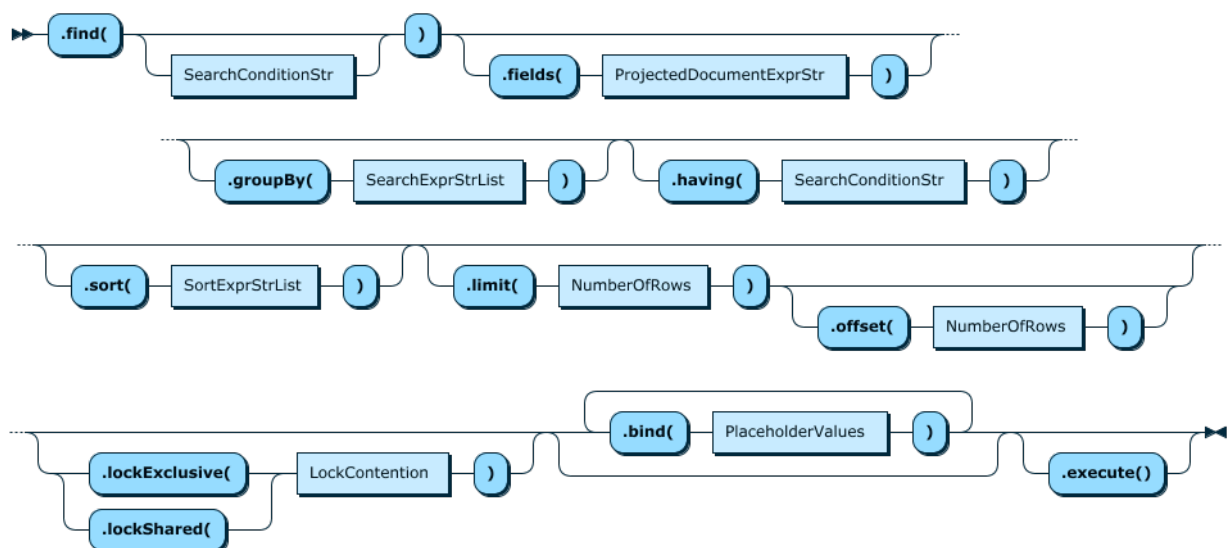 .find( SearchConditionStr ) .fields( ProjectedDocumentExprStr )
.groupBy( SearchExprStrList ) .having( SearchConditionStr )
.sort( SortExprStrList ) .limit( NumberOfRows ) .offset( NumberOfRows )
.lockExclusive( LockContention ) .bind( PlaceholderValues ) .execute()
.lockShared(